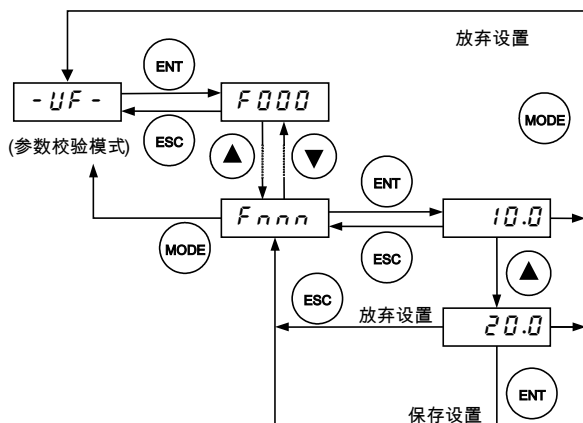 放弃设置
ENT
-UF-
F000
MODE
(参数校验模式)
ESC
ENT
Fnnn
10.0
MODE
ESC
ESC
放弃设置
20.0
ENT
保存设置